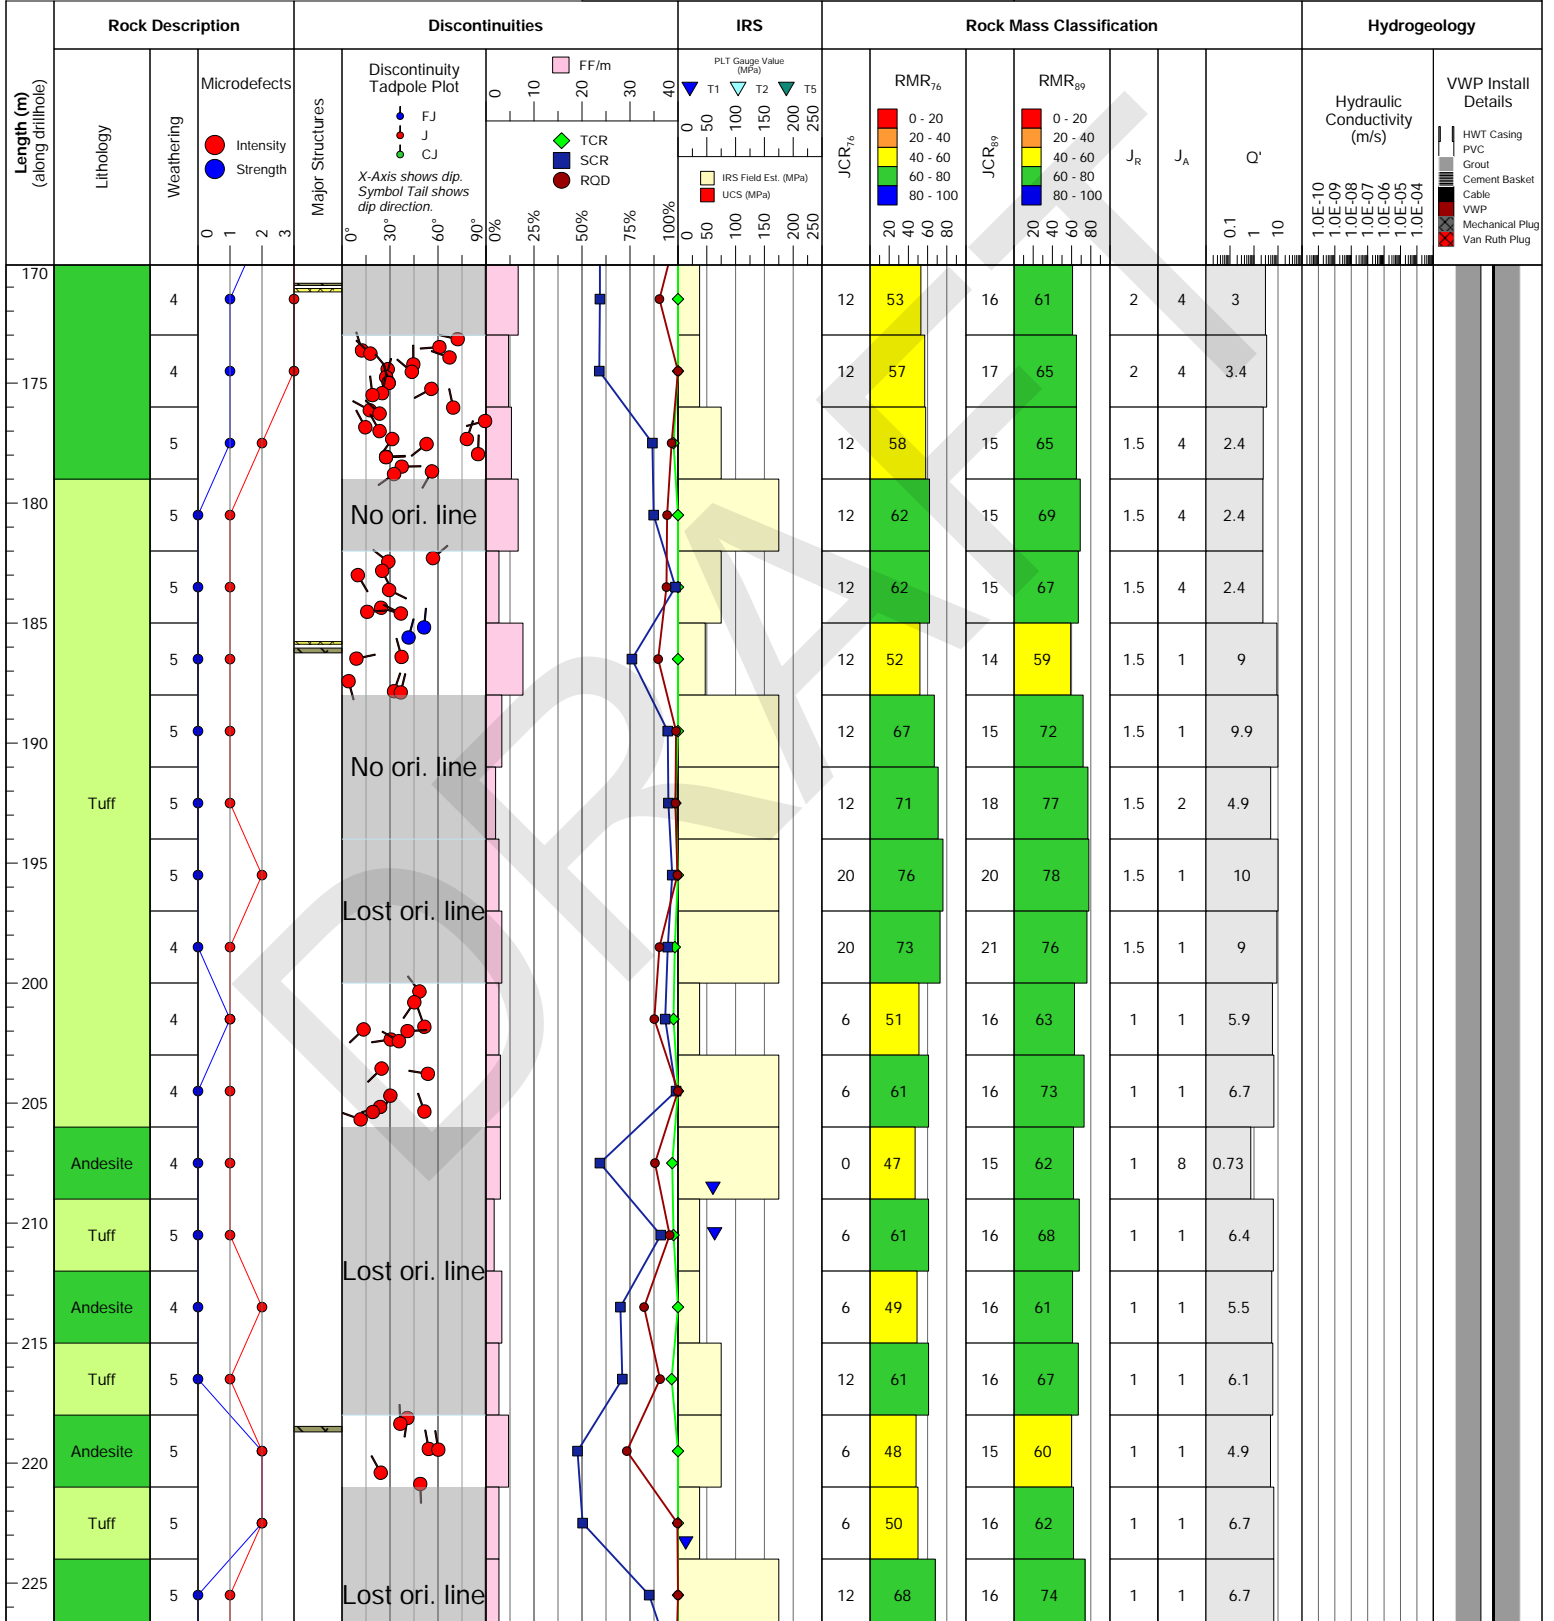 Rock Description Discontinuities IRS Rock Mass Classification Hydrogeology
Length (m)
(along drillhole)
Lithology
Weathering
Microdefects
Intensity
Strength
0 1 2 3
Major Structures
Discontinuity
Tadpole Plot
FJ
J
CJ
X-Axis shows dip.
Symbol Tail shows
dip direction.
0° 30° 60° 90°
FF/m
0 10 20 30 40
TCR
SCR
RQD
0% 25% 50% 75% 100%
PLT Gauge Value
(MPa)
T1 T2 T5
0 50 100 150 200 250
IRS Field Est. (MPa)
UCS (MPa)
0 50 100 150 200 250
JCR76
RMR76
0 - 20
20 - 40
40 - 60
60 - 80
80 - 100
20 40 60 80
JCR89
RMR89
0 - 20
20 - 40
40 - 60
60 - 80
80 - 100
20 40 60 80
JR
JA
Q'
0.1 1 10
Hydraulic
Conductivity
(m/s)
1.0E-10 1.0E-09 1.0E-08 1.0E-07 1.0E-06 1.0E-05 1.0E-04
VWP Install
Details
HWT Casing
PVC
Grout
Cement Basket
Cable
VWP
Mechanical Plug
Van Ruth Plug
170
4 12 53 16 61 2 4 3
4 12 57 17 65 2 4 3.4
175
5 12 58 15 65 1.5 4 2.4
180
5 No ori. line 12 62 15 69 1.5 4 2.4
5 12 62 15 67 1.5 4 2.4
185
5 12 52 14 59 1.5 1 9
5 12 67 15 72 1.5 1 9.9
190
No ori. line
Tuff 5 12 71 18 77 1.5 2 4.9
195
5 20 76 20 78 1.5 1 10
Lost ori. line
4 20 73 21 76 1.5 1 9
200
4 6 51 16 63 1 1 5.9
4 6 61 16 73 1 1 6.7
205
Andesite 4 0 47 15 62 1 8 0.73
210
Tuff 5 6 61 16 68 1 1 6.4
Lost ori. line
Andesite 4 6 49 16 61 1 1 5.5
215
Tuff 5 12 61 16 67 1 1 6.1
Andesite 5 6 48 15 60 1 1 4.9
220
Tuff 5 6 50 16 62 1 1 6.7
225
5 Lost ori. line 12 68 16 74 1 1 6.7
DRAFT